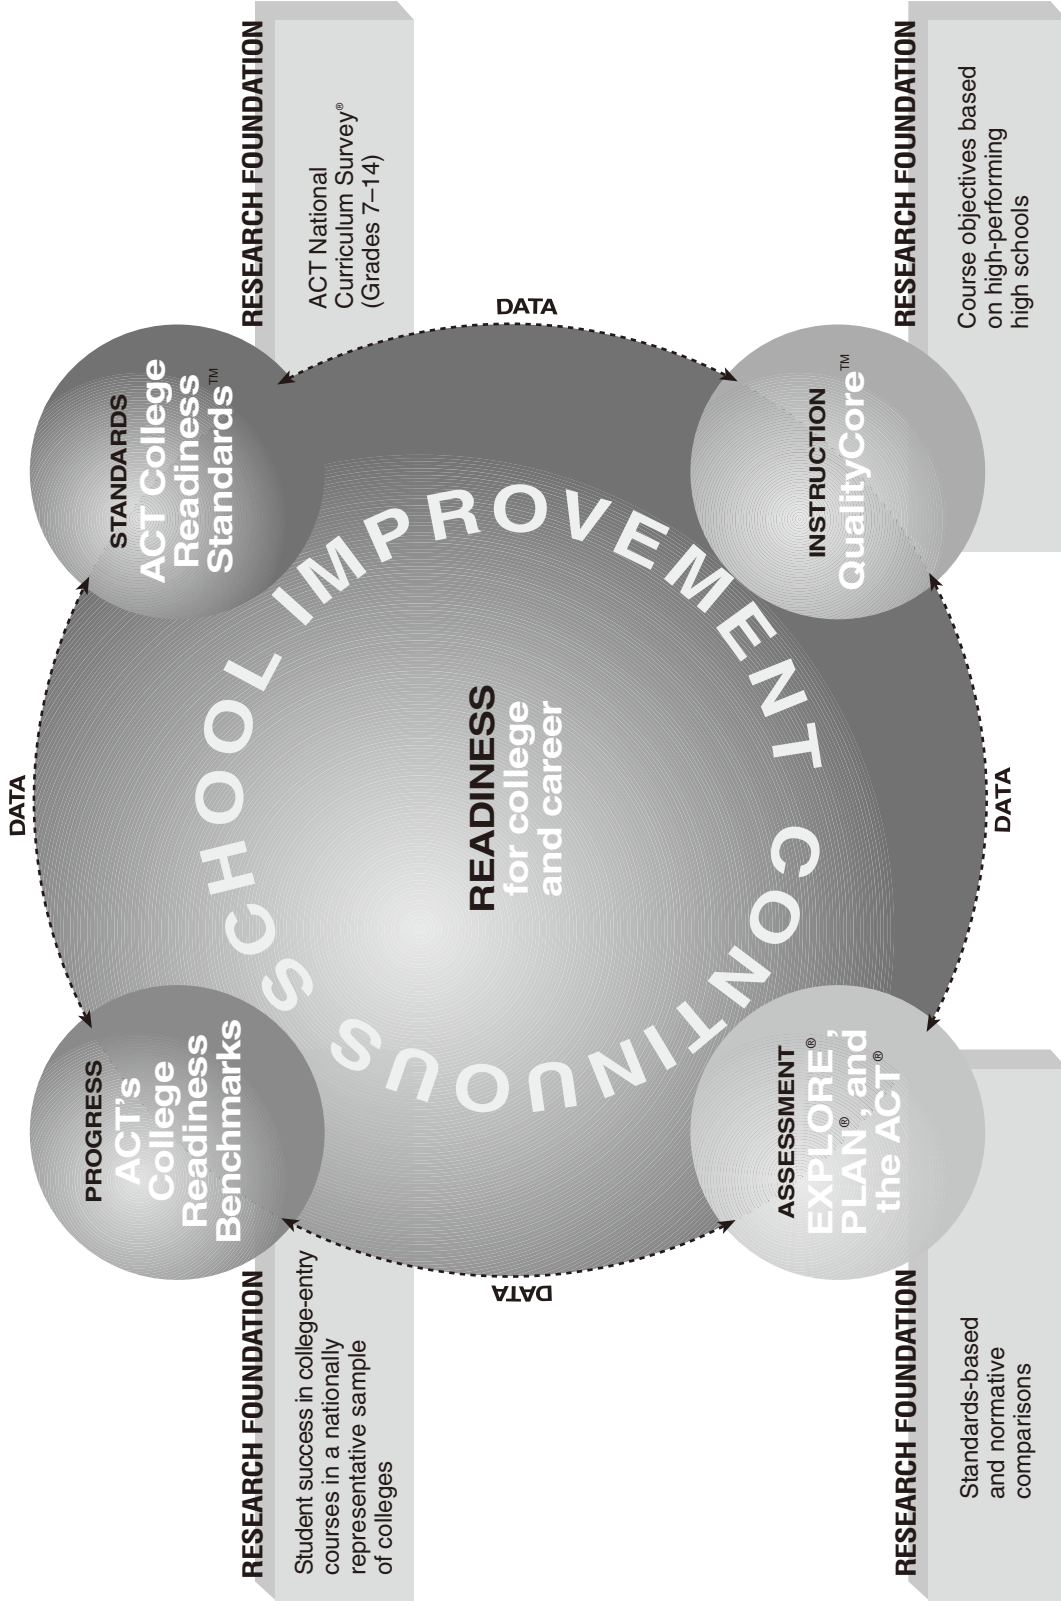 DATA
PROGRESS
ACT's
College
Readiness
Benchmarks
RESEARCH FOUNDATION
Student success in college-entry
courses in a nationally
representative sample
of colleges
STANDARDS
ACT College
Readiness
Standards™
RESEARCH FOUNDATION
ACT National
Curriculum Survey®
(Grades 7–14)
CONTINUOUS SCHOOL IMPROVEMENT
READINESS
for college
and career
DATA
DATA
ASSESSMENT
EXPLORE®,
PLAN®, and
the ACT®
RESEARCH FOUNDATION
Standards-based
and normative
comparisons
INSTRUCTION
QualityCore™
RESEARCH FOUNDATION
Course objectives based
on high-performing
high schools
DATA